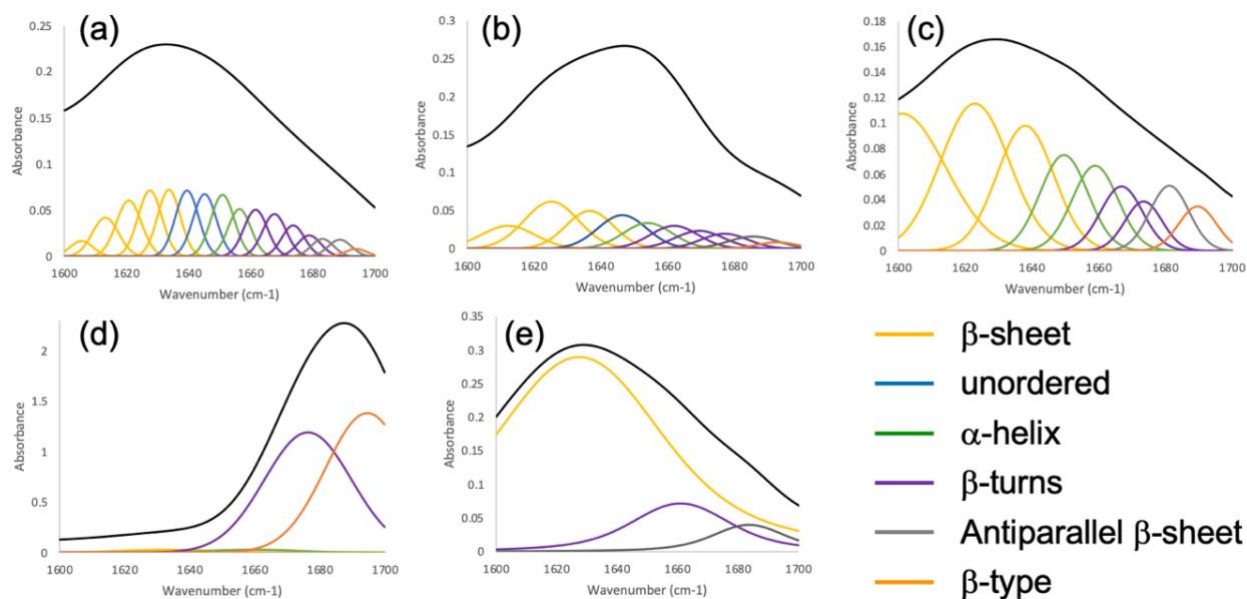 (a)
0.25
0.2
0.15
0.1
0.05
0
Absorbance
1600 1620 1640 1660 1680 1700
Wavenumber (cm-1)
(b)
0.3
0.25
0.2
0.15
0.1
0.05
0
Absorbance
1600 1620 1640 1660 1680 1700
Wavenumber (cm-1)
(c)
0.18
0.16
0.14
0.12
0.1
0.08
0.06
0.04
0.02
0
Absorbance
1600 1620 1640 1660 1680 1700
Wavenumber (cm-1)
(d)
2
1.5
1
0.5
0
Absorbance
1600 1620 1640 1660 1680 1700
Wavenumber (cm-1)
(e)
0.35
0.3
0.25
0.2
0.15
0.1
0.05
0
Absorbance
1600 1620 1640 1660 1680 1700
Wavenumber (cm-1)
β-sheet
unordered
α-helix
β-turns
Antiparallel β-sheet
β-type